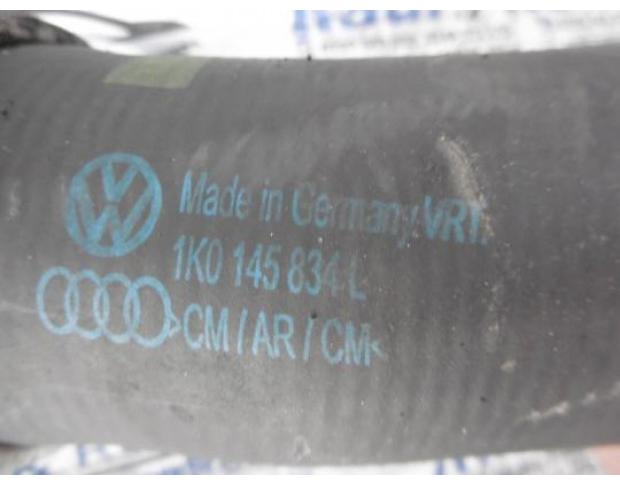 Made in Germany VRT.
1K0 145 834 L
>CM / AR / CM<